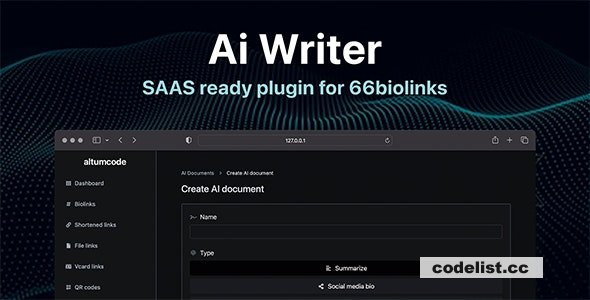 Ai Writer
SAAS ready plugin for 66biolinks
127.0.0.1
altumcode
AI Documents > Create AI document
Dashboard
Create AI document
Biolinks
Name
Shortened links
File links
Type
Vcard links
Summarize
QR codes
Social media bio
codelist.cc